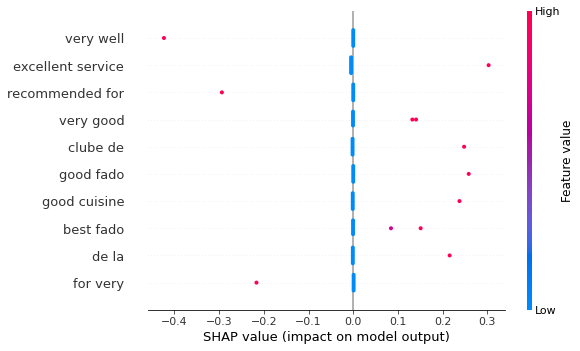 High
very well
excellent service
recommended for
very good
clube de
good fado
good cuisine
best fado
de la
for very
Feature value
Low
−0.4 −0.3 −0.2 −0.1 0.0 0.1 0.2 0.3
SHAP value (impact on model output)